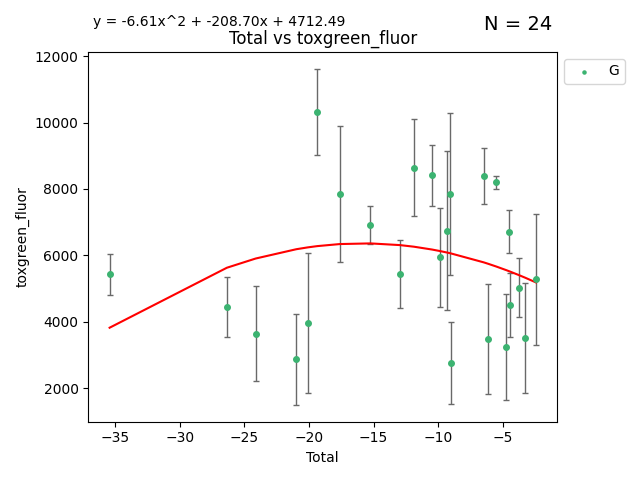 y = -6.61x^2 + -208.70x + 4712.49
N = 24
Total vs toxgreen_fluor
G
toxgreen_fluor
12000
10000
8000
6000
4000
2000
−35
−30
−25
−20
−15
−10
−5
Total